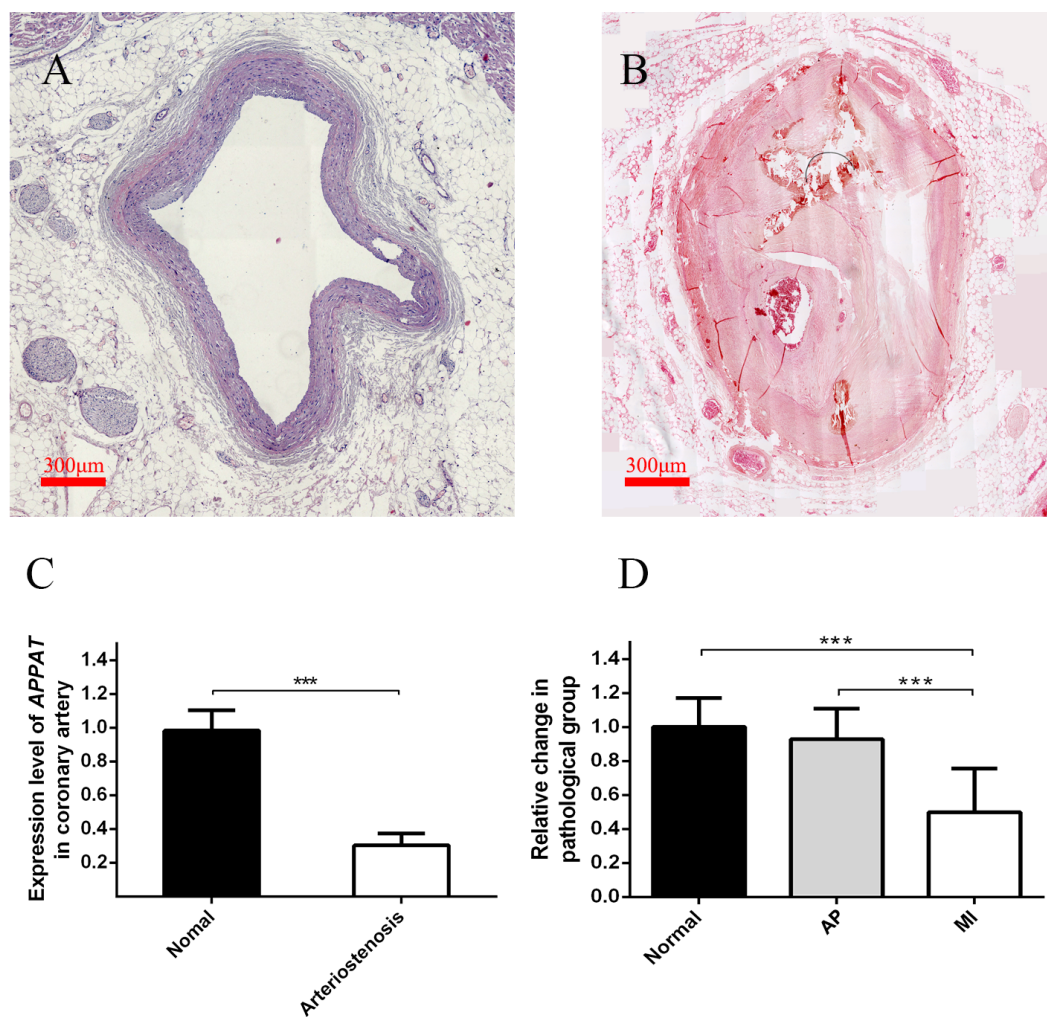 A
B
300μm
300μm
C
D
Expression level of APPAT
in coronary artery
1.4
1.2
1.0
0.8
0.6
0.4
0.2
***
Nomal
Arteriostenosis
Relative change in
pathological group
1.4
1.2
1.0
0.8
0.6
0.4
0.2
0.0
***
***
Normal
AP
MI